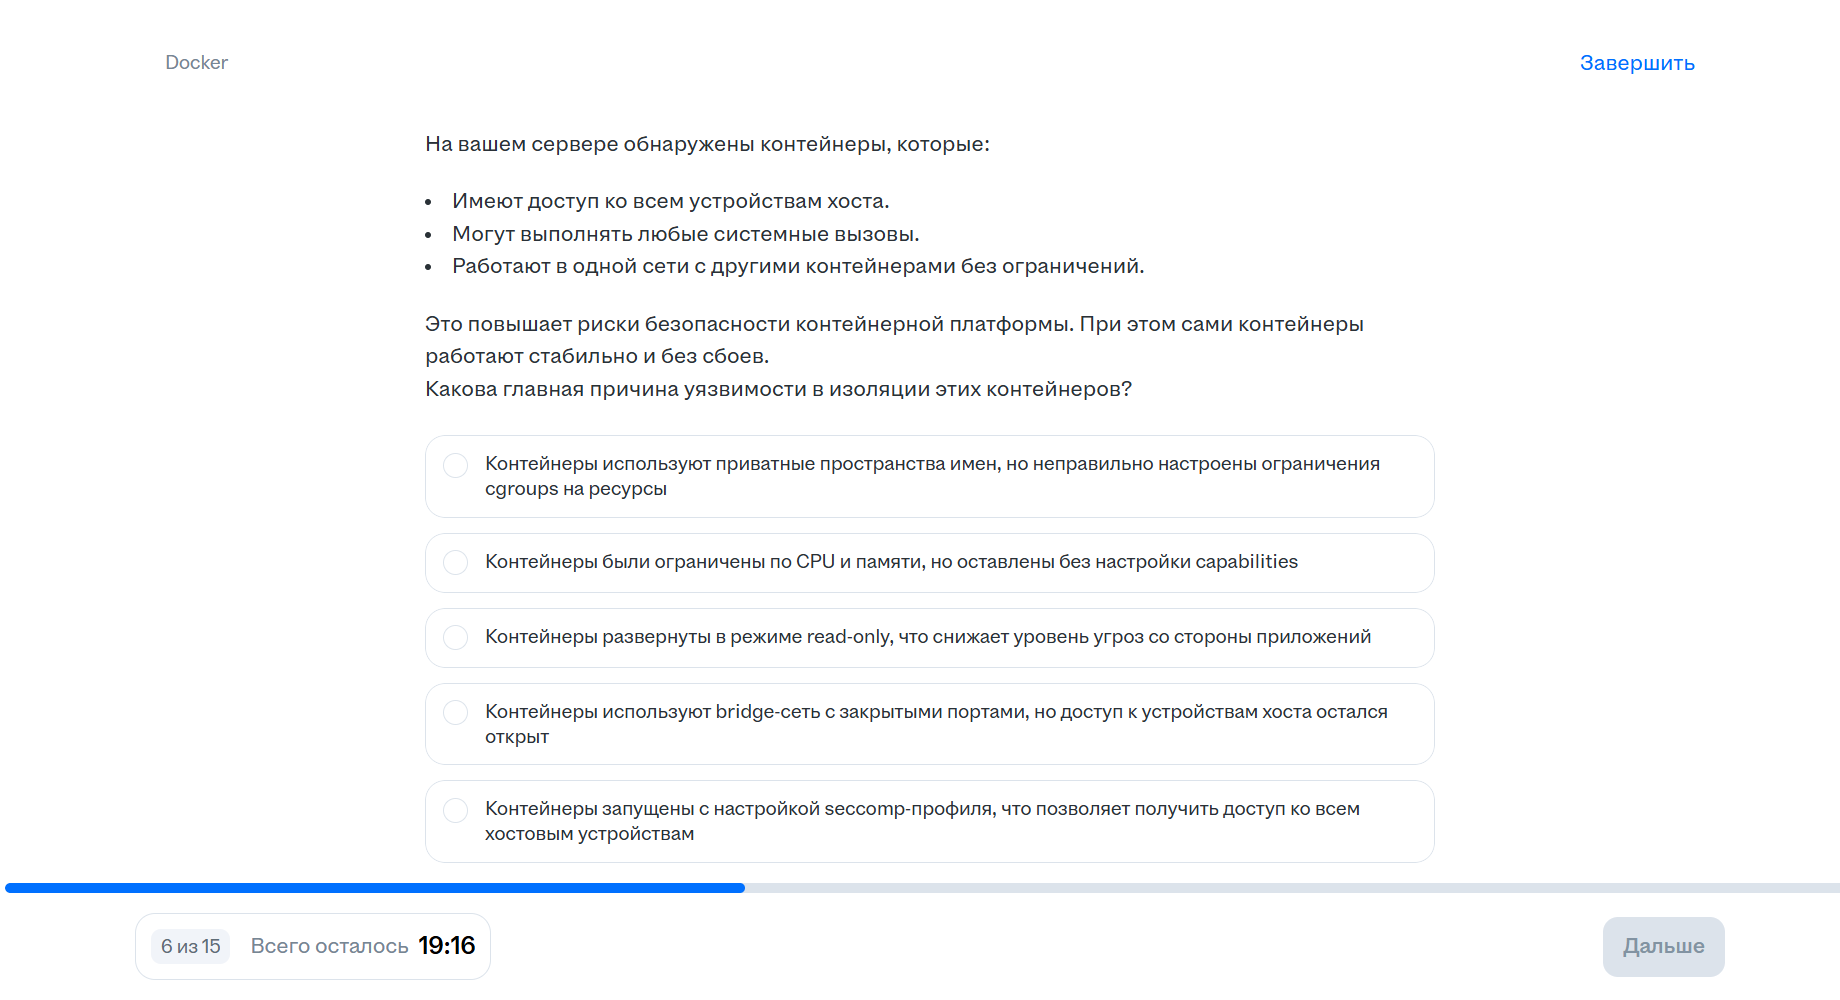 Docker
Завершить
На вашем сервере обнаружены контейнеры, которые:
• Имеют доступ ко всем устройствам хоста.
• Могут выполнять любые системные вызовы.
• Работают в одной сети с другими контейнерами без ограничений.
Это повышает риски безопасности контейнерной платформы. При этом сами контейнеры
работают стабильно и без сбоев.
Какова главная причина уязвимости в изоляции этих контейнеров?
Контейнеры используют приватные пространства имен, но неправильно настроены ограничения
cgroups на ресурсы
Контейнеры были ограничены по CPU и памяти, но оставлены без настройки capabilities
Контейнеры развернуты в режиме read-only, что снижает уровень угроз со стороны приложений
Контейнеры используют bridge-сеть с закрытыми портами, но доступ к устройствам хоста остался
открыт
Контейнеры запущены с настройкой seccomp-профиля, что позволяет получить доступ ко всем
хостовым устройствам
6 из 15 Всего осталось 19:16
Дальше